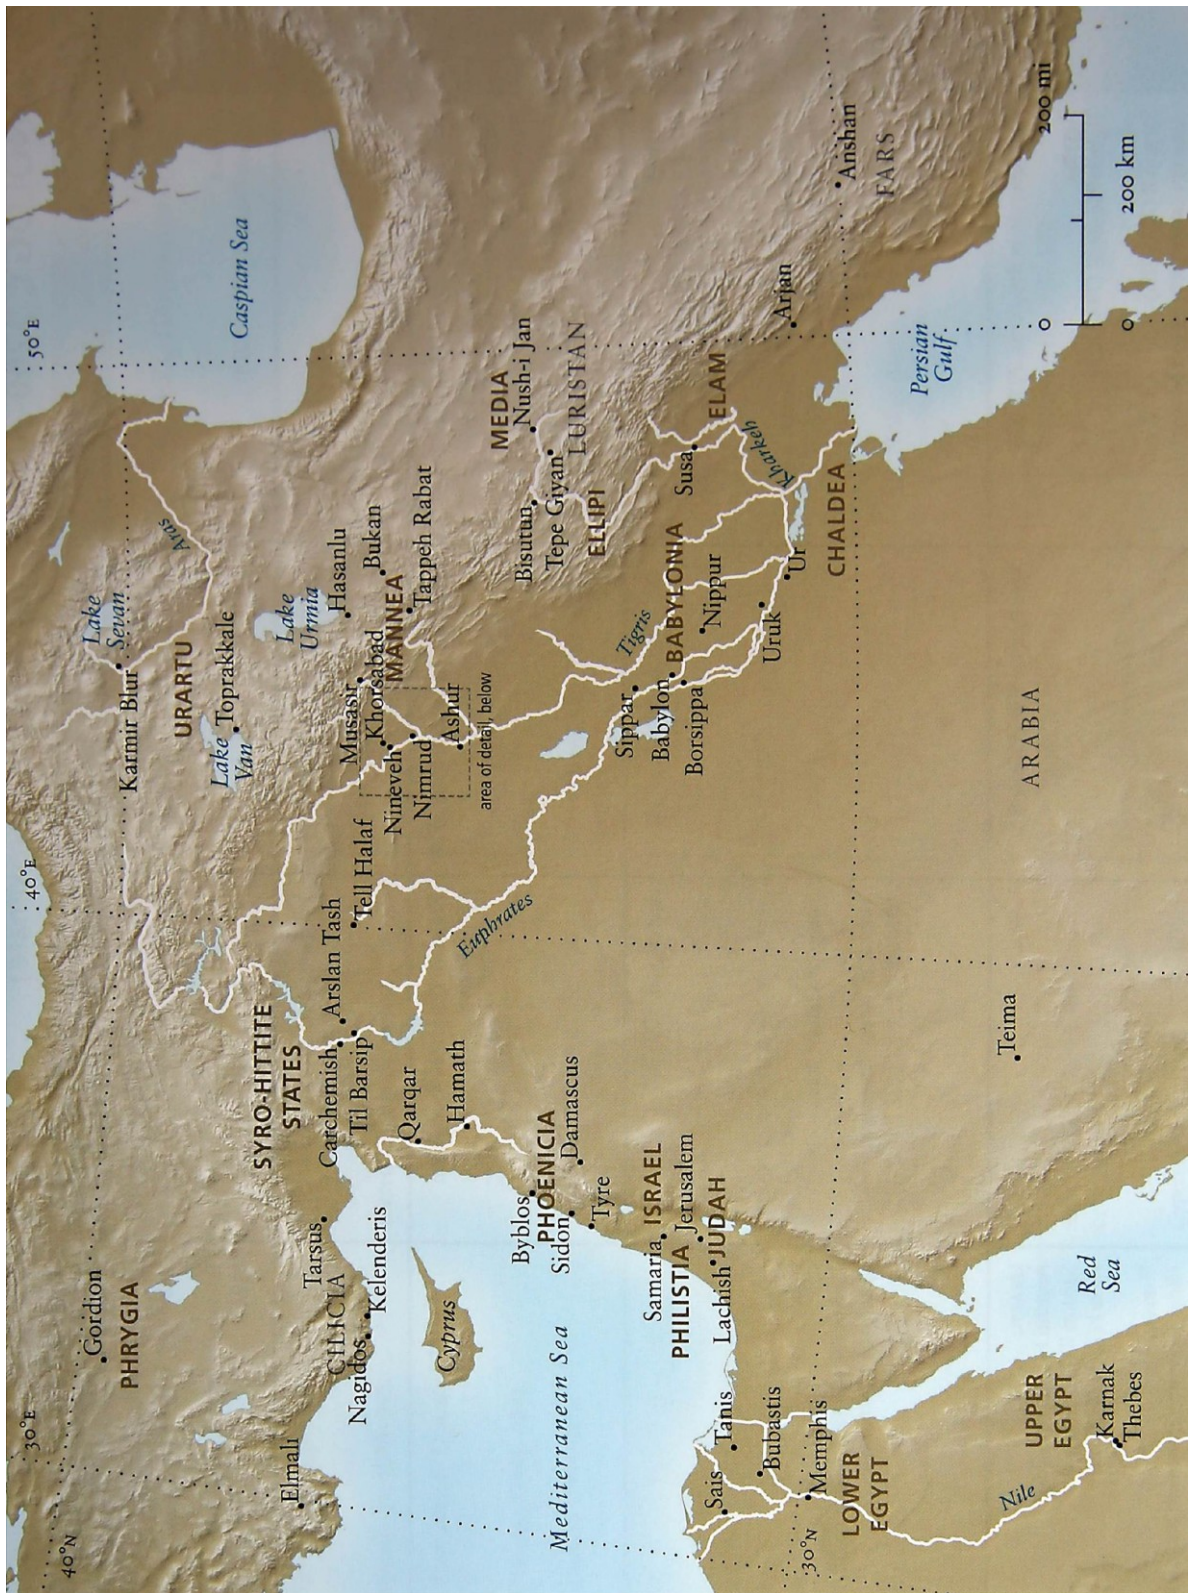 30°E
40°E
50°E
40°N
Gordion
PHRYGIA
Karmir Blur
Lake
Sevan
Aras
URARTU
Lake
Van
Toprakkale
Caspian Sea
Lake
Urmia
Hasanlu
Bukan
MANNEA
Tappeh Rabat
Musasir
Khorsabad
Nineveh
Nimrud
Ashur
area of detail, below
SYRO-HITTITE
STATES
Arslan Tash
Tell Halaf
Carchemish
Til Barsip
Elmalı
Tarsus
CILICIA
Nagidos
Kelenderis
Cyprus
Qarqar
Hamath
Euphrates
MEDIA
Nush-i Jan
LURISTAN
Bisutun
Tepe Giyan
ELLIPI
Mediterranean Sea
Byblos
PHOENICIA
Sidon
Damascus
Tyre
Samaria
ISRAEL
PHILISTIA
Jerusalem
Lachish
JUDAH
Tigris
Sippar
Babylon
BABYLONIA
Borsippa
Nippur
Uruk
Ur
Susa
ELAM
Kharkeh
CHALDEA
Arjan
Anshan
FARS
Persian
Gulf
Sais
Tanis
Bubastis
Memphis
30°N
LOWER
EGYPT
ARABIA
Teima
Nile
UPPER
EGYPT
Karnak
Thebes
Red
Sea
0
200 mi
0
200 km